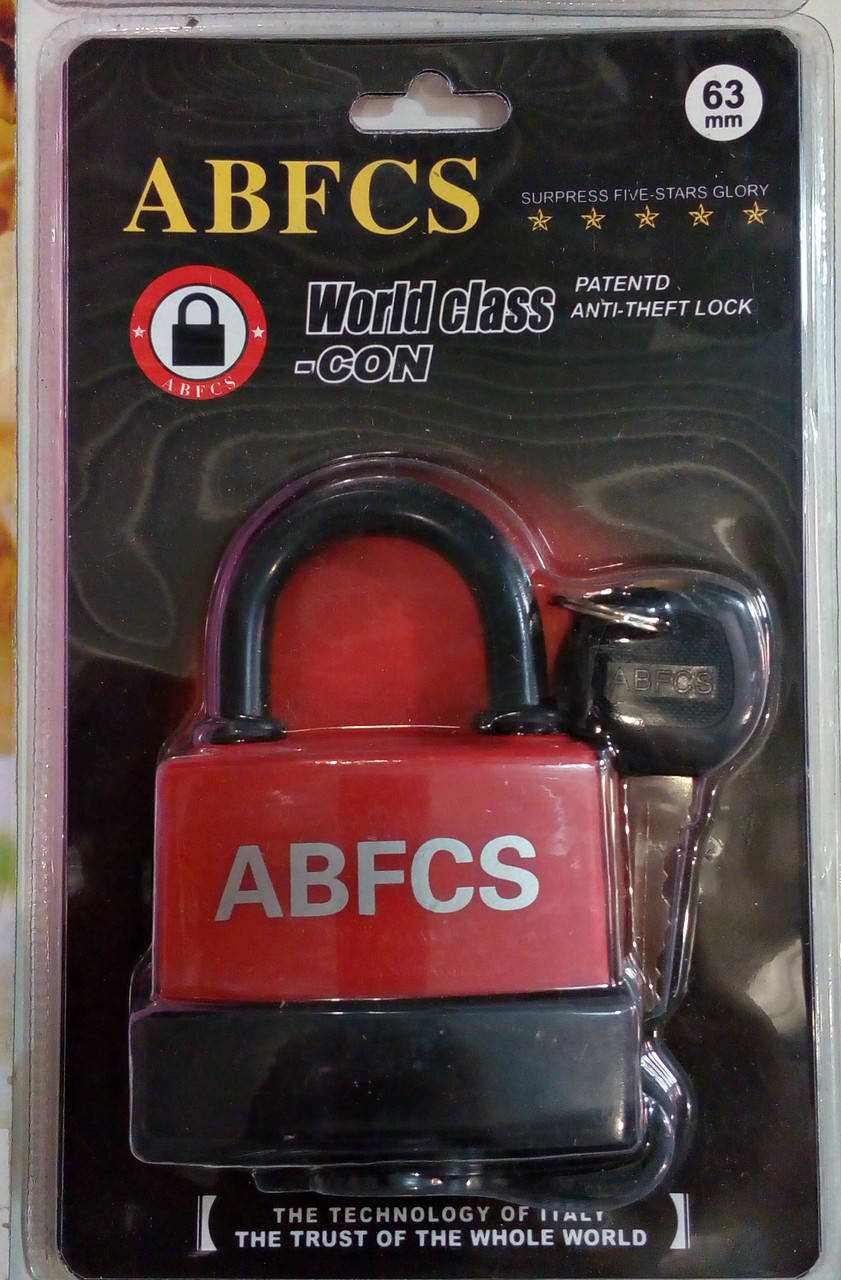 63
mm
ABFCS
SURPRESS FIVE-STARS GLORY
World class
PATENTD
ANTI-THEFT LOCK
-CON
ABFCS
ABFCS
ABFCS
THE TECHNOLOGY OF ITALY
THE TRUST OF THE WHOLE WORLD